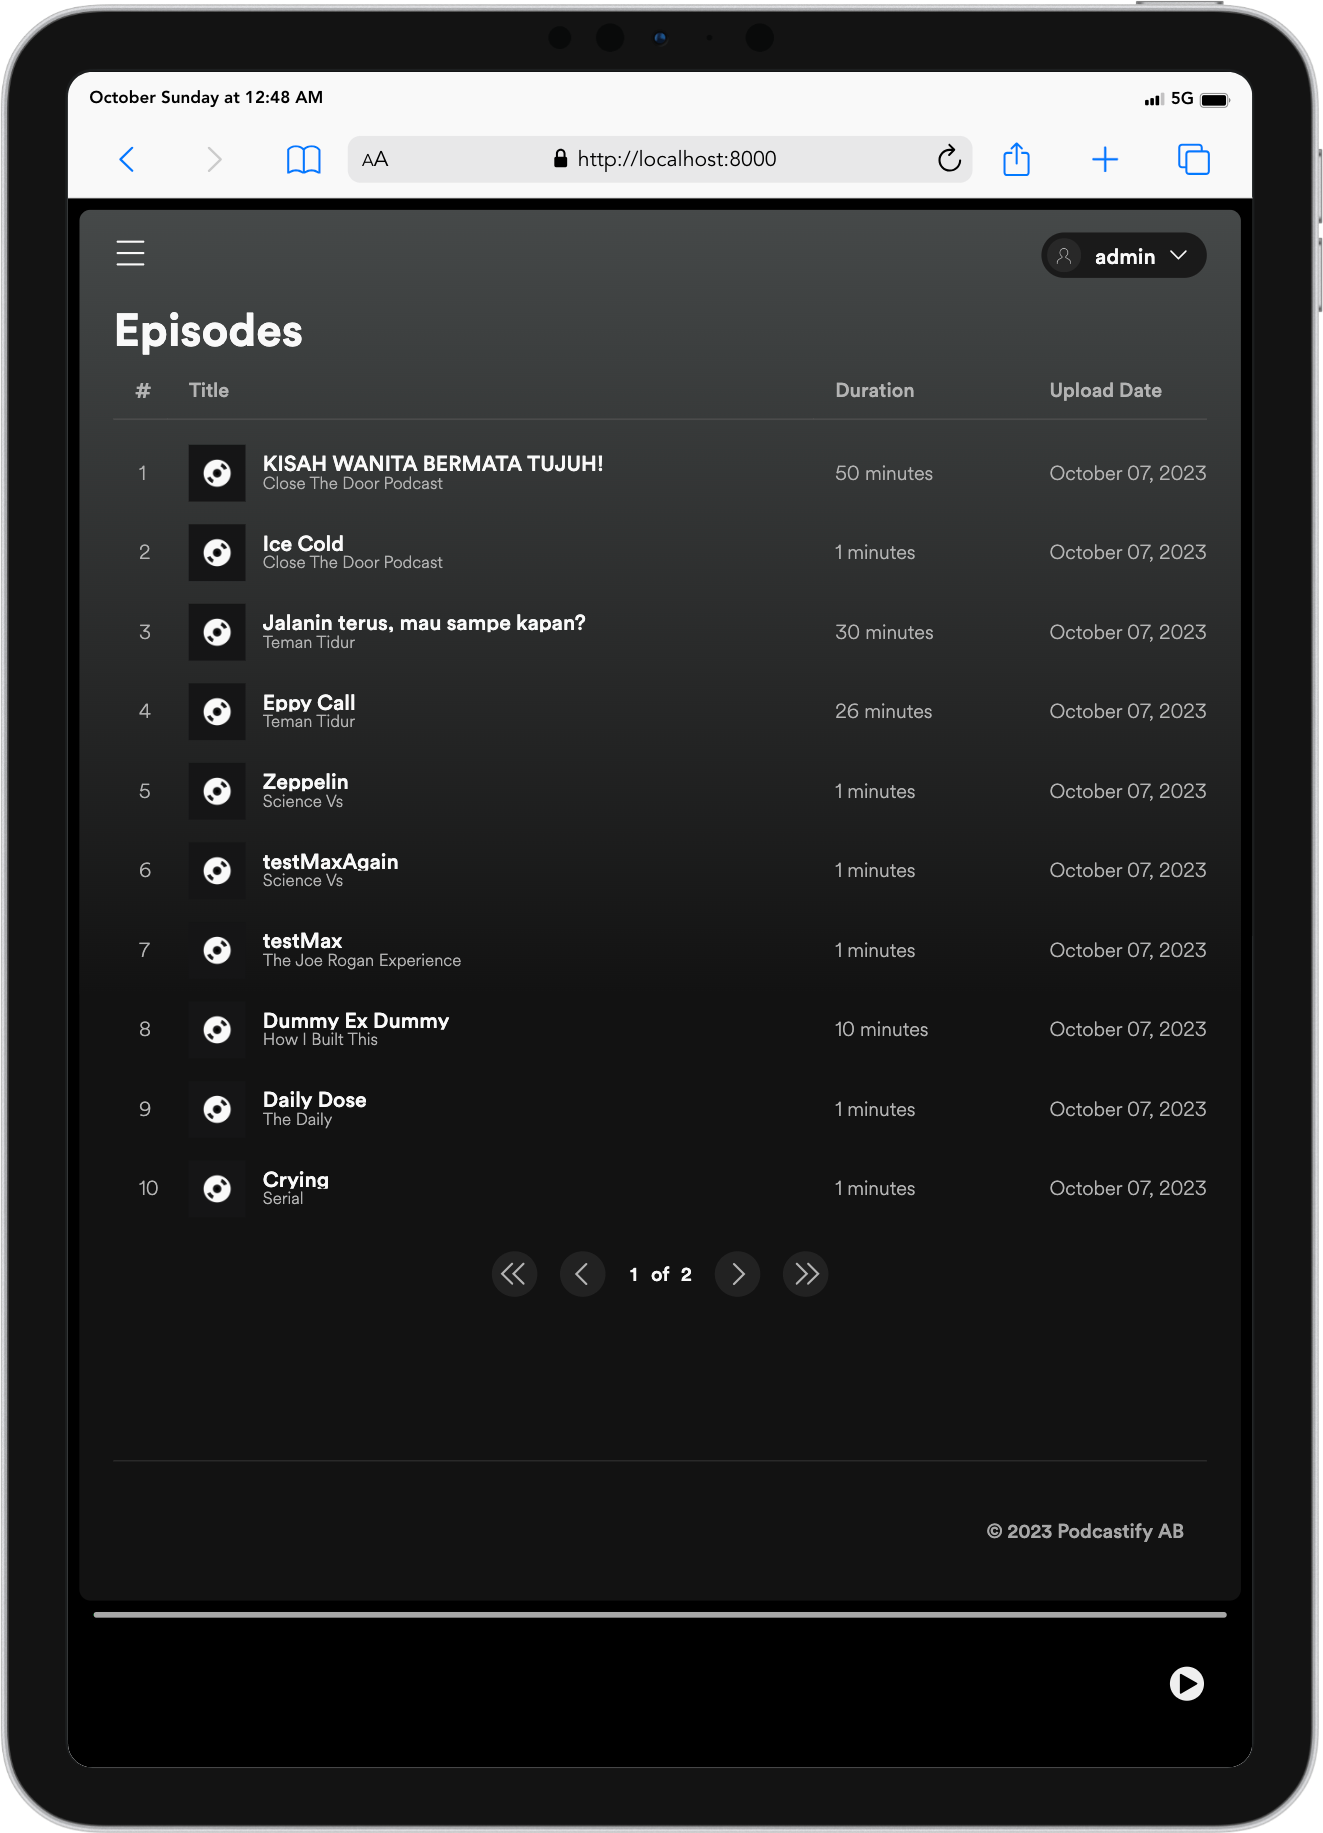 October Sunday at 12:48 AM
5G
AA
http://localhost:8000
admin
Episodes
# Title Duration Upload Date
1 KISAH WANITA BERMATA TUJUH! 50 minutes October 07, 2023
Close The Door Podcast
2 Ice Cold 1 minutes October 07, 2023
Close The Door Podcast
3 Jalanin terus, mau sampe kapan? 30 minutes October 07, 2023
Teman Tidur
4 Eppy Call 26 minutes October 07, 2023
Teman Tidur
5 Zeppelin 1 minutes October 07, 2023
Science Vs
6 testMaxAgain 1 minutes October 07, 2023
Science Vs
7 testMax 1 minutes October 07, 2023
The Joe Rogan Experience
8 Dummy Ex Dummy 10 minutes October 07, 2023
How I Built This
9 Daily Dose 1 minutes October 07, 2023
The Daily
10 Crying 1 minutes October 07, 2023
Serial
1 of 2
© 2023 Podcastify AB